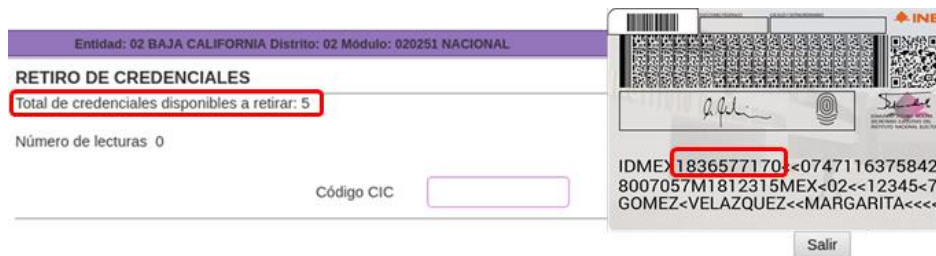 INE
Entidad: 02 BAJA CALIFORNIA Distrito: 02 Módulo: 020251 NACIONAL
RETIRO DE CREDENCIALES
Total de credenciales disponibles a retirar: 5
Número de lecturas 0
Código CIC
IDMEX1836577170<<0747116375842
8007057M1812315MEX<02<<12345<7
GOMEZ<VELAZQUEZ<<MARGARITA<<<<
Salir